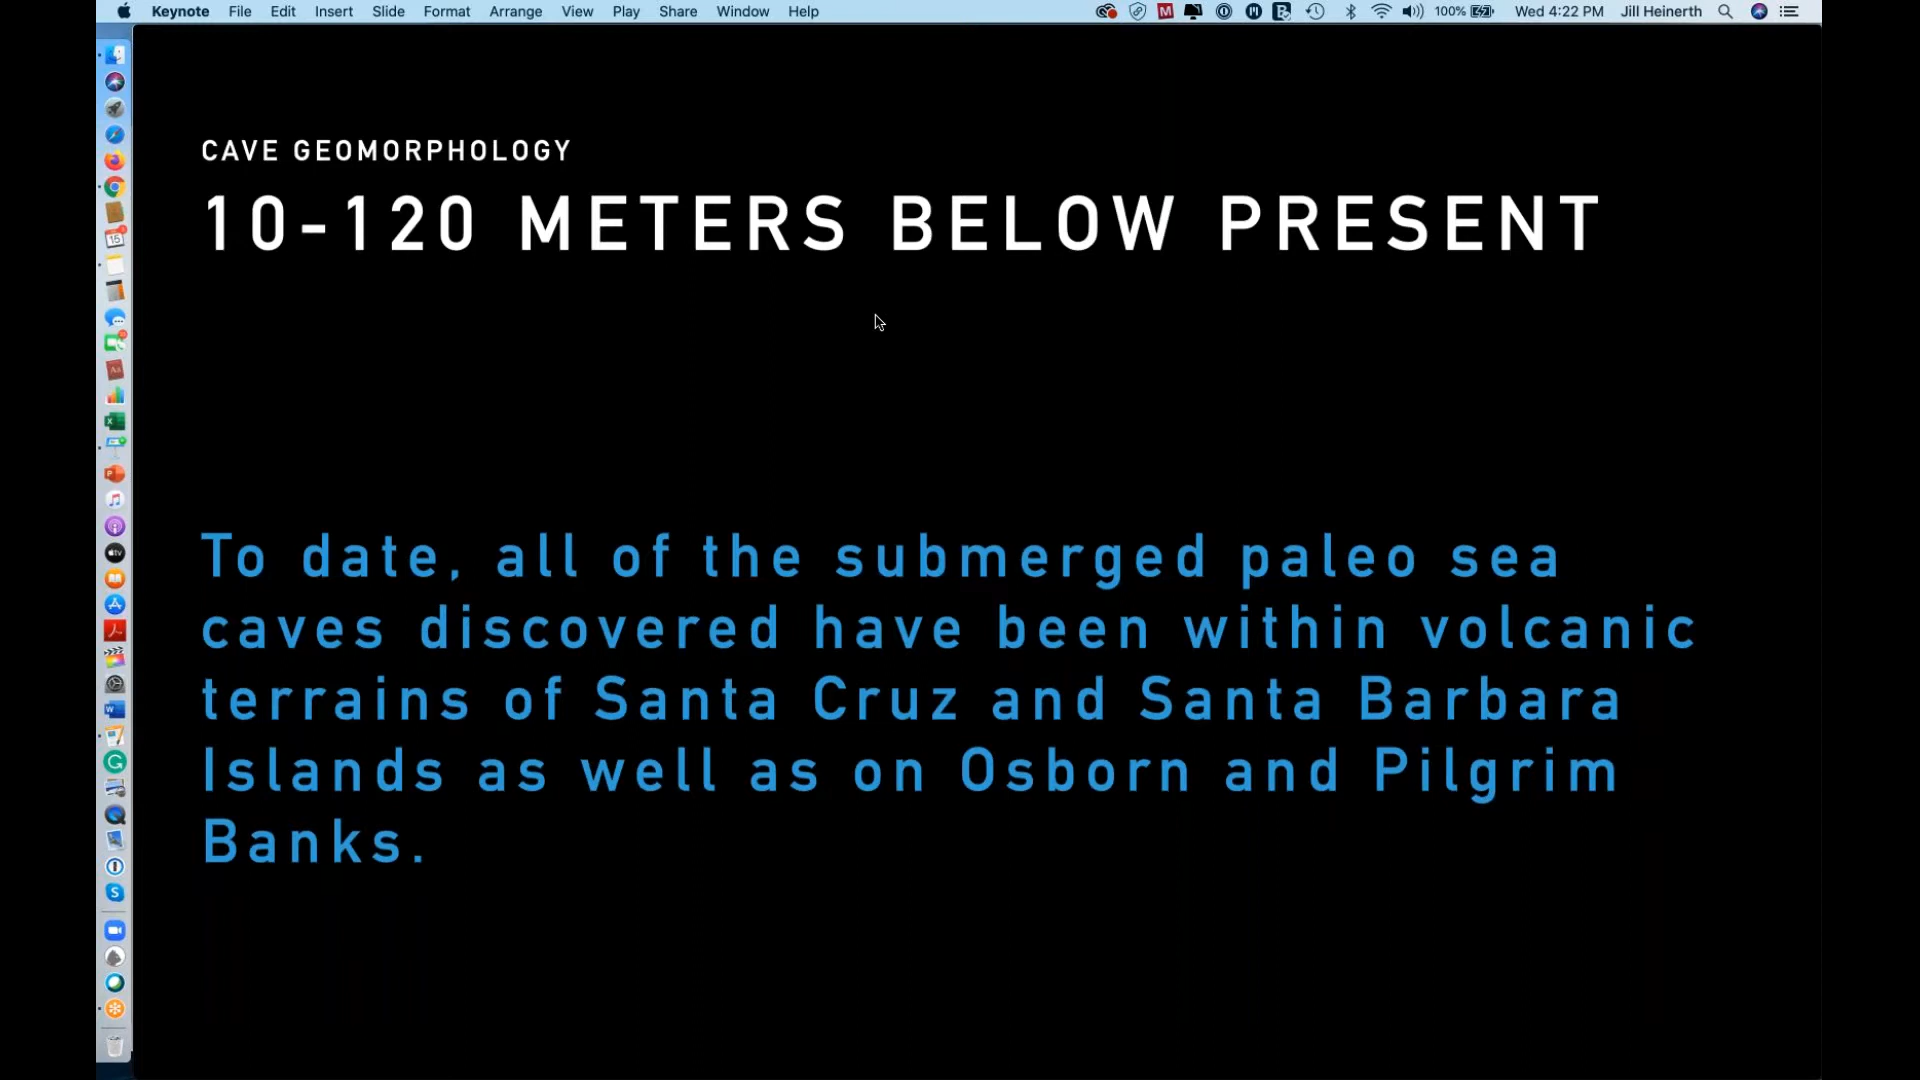 Keynote File Edit Insert Slide Format Arrange View Play Share Window Help 100% Wed 4:22 PM Jill Heinerth
CAVE GEOMORPHOLOGY
10-120 METERS BELOW PRESENT
To date, all of the submerged paleo sea
caves discovered have been within volcanic
terrains of Santa Cruz and Santa Barbara
Islands as well as on Osborn and Pilgrim
Banks.